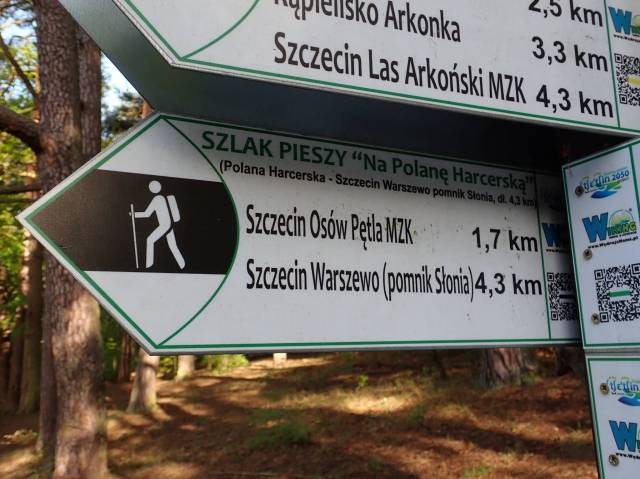 Kąpielisko Arkonka 2,5 km
3,3 km
Szczecin Las Arkoński MZK 4,3 km
SZLAK PIESZY "Na Polanę Harcerską"
(Polana Harcerska - Szczecin Warszewo pomnik Słonia, dł. 4,3 km)
Szczecin Osów Pętla MZK 1,7 km
Szczecin Warszewo (pomnik Słonia) 4,3 km